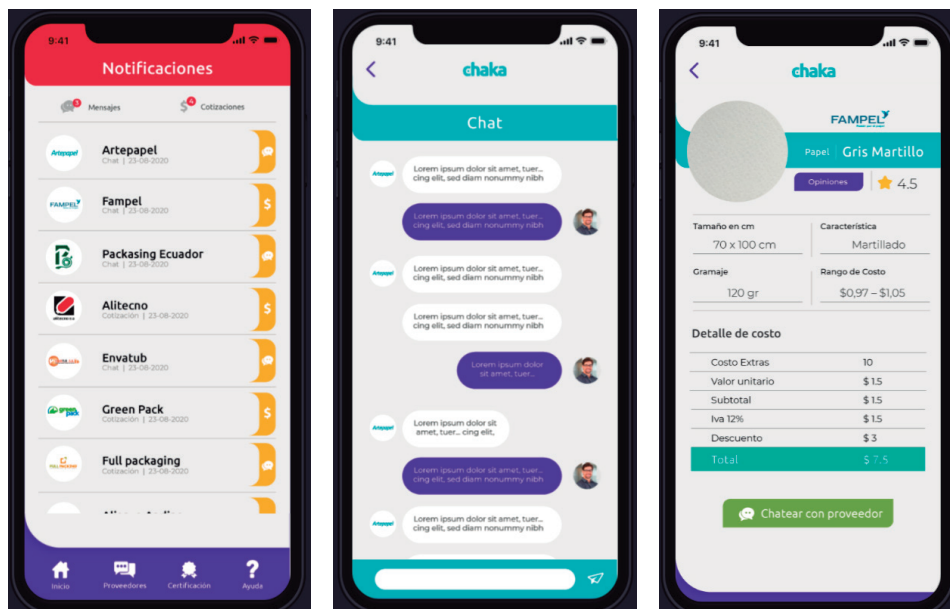 9:41
Notificaciones
3
Mensajes
4
Cotizaciones
Artepapel
Artepapel
Chat | 23-08-2020
FAMPEL
Fampel
Chat | 23-08-2020
$
Packasing Ecuador
Chat | 23-08-2020
Alitecno
Cotización | 23-08-2020
$
Envatub
Chat | 23-08-2020
green
pack
Green Pack
Cotización | 23-08-2020
$
Full packaging
Cotización | 23-08-2020
Inicio
Proveedores
Certificación
?
Ayuda
9:41
chaka
Chat
Artepapel
Lorem ipsum dolor sit amet, tuer...
cing elit, sed diam nonummy nibh
Lorem ipsum dolor sit amet, tuer...
cing elit, sed diam nonummy nibh
Artepapel
Lorem ipsum dolor sit amet, tuer...
cing elit, sed diam nonummy nibh
Lorem ipsum dolor sit amet, tuer...
cing elit, sed diam nonummy nibh
Lorem ipsum dolor
sit amet, tuer...
Artepapel
Lorem ipsum dolor sit
amet, tuer... cing elit,
Lorem ipsum dolor sit amet, tuer...
cing elit, sed diam nonummy nibh
Artepapel
Lorem ipsum dolor sit amet, tuer...
cing elit, sed diam nonummy nibh
9:41
chaka
FAMPEL
Papel | Gris Martillo
Opiniones
4.5
Tamaño en cm
70 x 100 cm
Característica
Martillado
Gramaje
120 gr
Rango de Costo
$0,97 – $1,05
Detalle de costo
Costo Extras 10
Valor unitario $ 1.5
Subtotal $ 1.5
Iva 12% $ 1.5
Descuento $ 3
Total $ 7.5
Chatear con proveedor